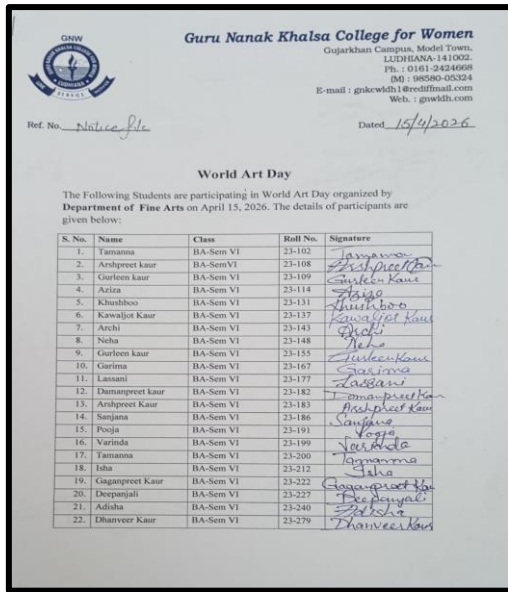 GNW
Guru Nanak Khalsa College for Women
Gujarkhan Campus, Model Town,
LUDHIANA-141002.
Ph. : 0161-2424668
(M) : 98580-05324
E-mail : gnkcwldh1@rediffmail.com
Web. : gnwldh.com
LUDHIANA
Ref. No. Notice file
Dated 15/4/2026
World Art Day
The Following Students are participating in World Art Day organized by
Department of Fine Arts on April 15, 2026. The details of participants are
given below:
S. No. Name Class Roll No. Signature
1. Tamanna BA-Sem VI 23-102 Tamanna
2. Arshpreet kaur BA-SemVI 23-108 Arshpreet Kaur
3. Gurleen kaur BA-Sem VI 23-109 Gurleen Kaur
4. Aziza BA-Sem VI 23-114 Aziza
5. Khushboo BA-Sem VI 23-131 Khushboo
6. Kawaljot Kaur BA-Sem VI 23-137 Kawaljot Kaur
7. Archi BA-Sem VI 23-143 Archi
8. Neha BA-Sem VI 23-148 Neha
9. Gurleen kaur BA-Sem VI 23-155 Gurleen Kaur
10. Garima BA-Sem VI 23-167 Garima
11. Lassani BA-Sem VI 23-177 Lassani
12. Damanpreet kaur BA-Sem VI 23-182 Damanpreet Kau
13. Arshpreet Kaur BA-Sem VI 23-183 Arshpreet Kaur
14. Sanjana BA-Sem VI 23-186 Sanjana
15. Pooja BA-Sem VI 23-191 Pooja
16. Varinda BA-Sem VI 23-199 Varinda
17. Tamanna BA-Sem VI 23-200 Tamanna
18. Isha BA-Sem VI 23-212 Isha
19. Gaganpreet Kaur BA-Sem VI 23-222 Gaganpreet Kau
20. Deepanjali BA-Sem VI 23-227 Deepanjali
21. Adisha BA-Sem VI 23-240 Adisha
22. Dhanveer Kaur BA-Sem VI 23-279 Dhanveer Kaur